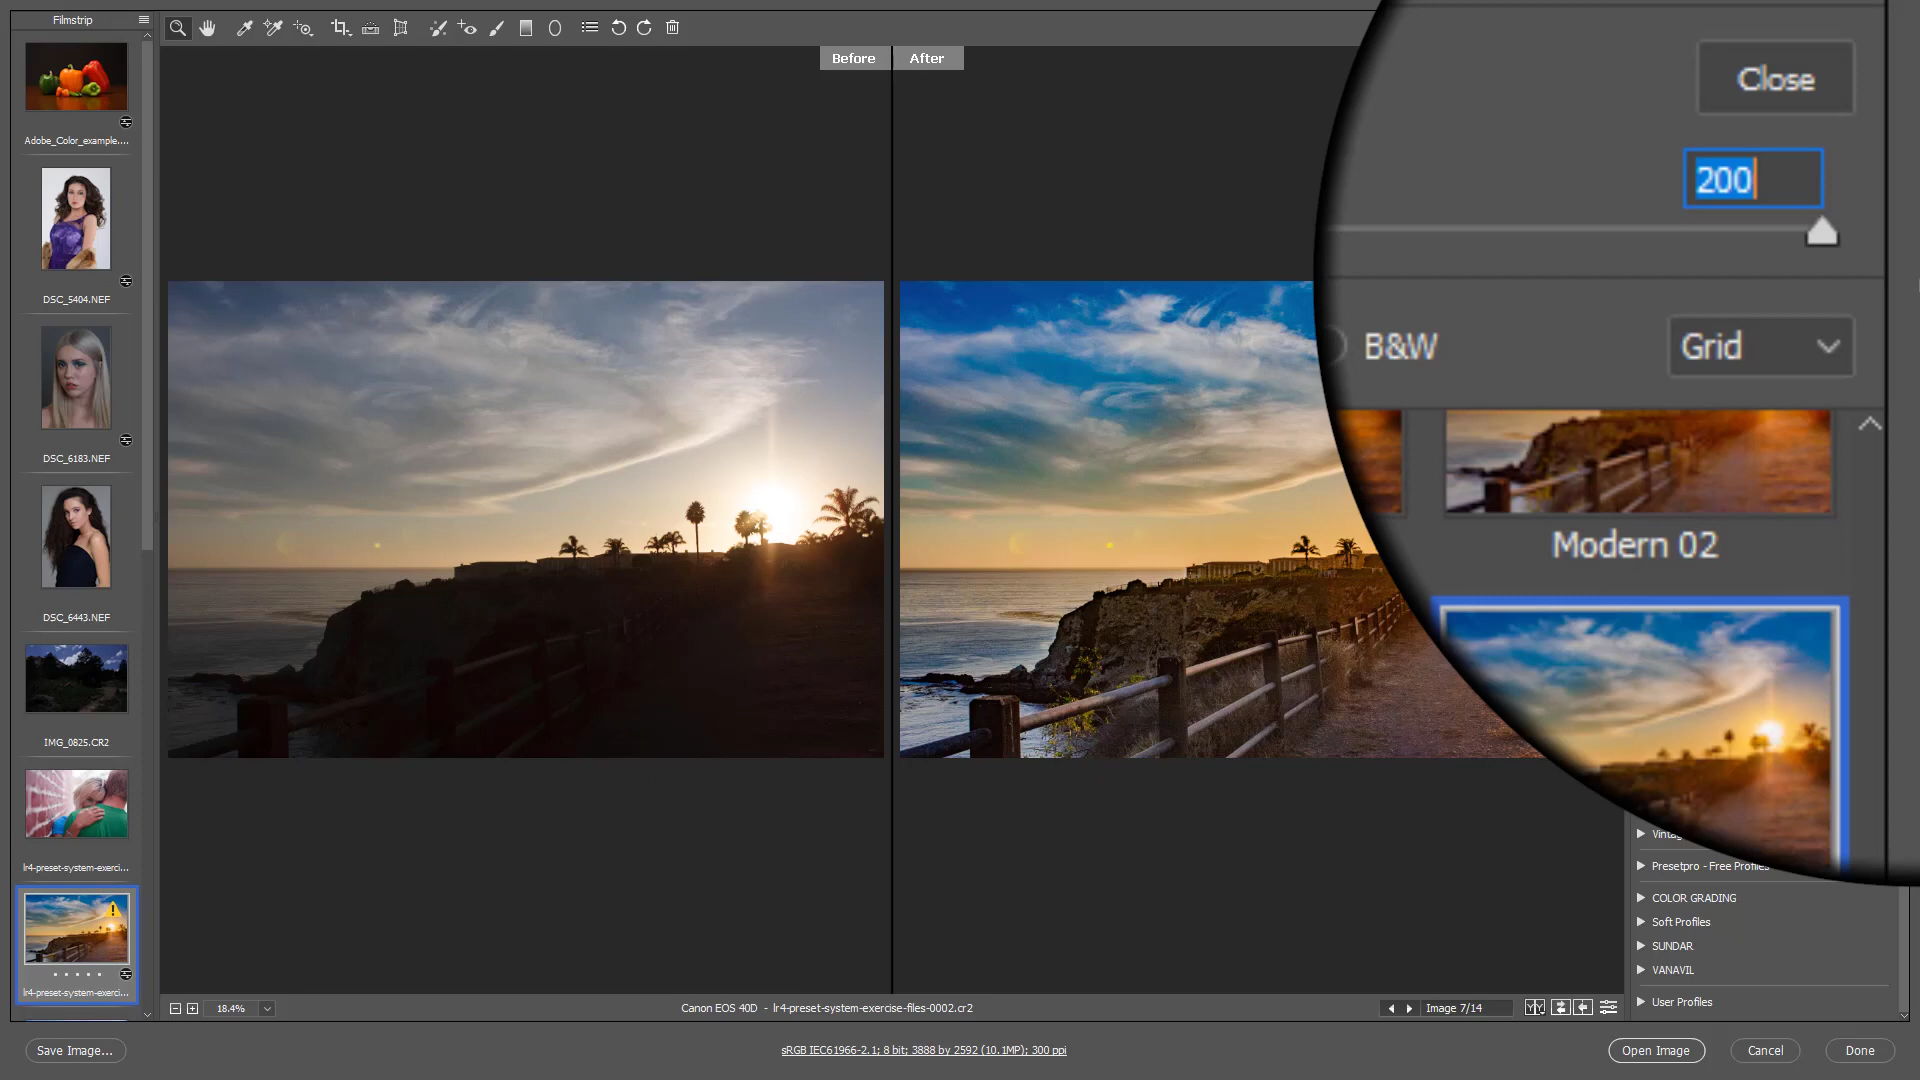 Filmstrip
Before
After
Close
200
B&W
Grid
Modern 02
Adobe_Color_example....
DSC_5404.NEF
DSC_6183.NEF
DSC_6443.NEF
IMG_0825.CR2
lr4-preset-system-exerci...
lr4-preset-system-exerci...
Presetpro - Free Profiles
COLOR GRADING
Soft Profiles
SUNDAR
VANAVIL
User Profiles
18.4%
Canon EOS 40D - lr4-preset-system-exercise-files-0002.cr2
Image 7/14
Save Image...
sRGB IEC61966-2.1; 8 bit; 3888 by 2592 (10.1MP); 300 ppi
Open Image
Cancel
Done